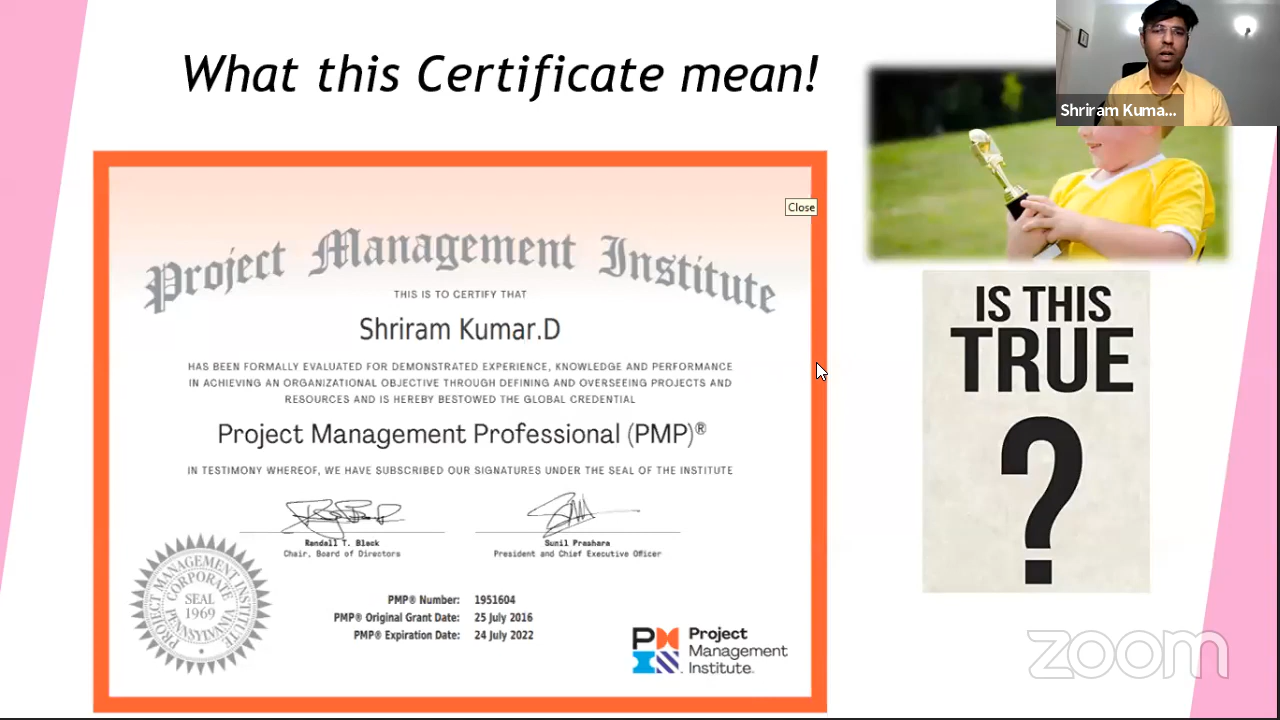 What this Certificate mean!
Shriram Kuma...
Close
Project Management Institute
THIS IS TO CERTIFY THAT
Shriram Kumar.D
HAS BEEN FORMALLY EVALUATED FOR DEMONSTRATED EXPERIENCE, KNOWLEDGE AND PERFORMANCE
IN ACHIEVING AN ORGANIZATIONAL OBJECTIVE THROUGH DEFINING AND OVERSEEING PROJECTS AND
RESOURCES AND IS HEREBY BESTOWED THE GLOBAL CREDENTIAL
Project Management Professional (PMP)®
IN TESTIMONY WHEREOF, WE HAVE SUBSCRIBED OUR SIGNATURES UNDER THE SEAL OF THE INSTITUTE
Randall T. Black
Chair, Board of Directors
Sunil Prashara
President and Chief Executive Officer
PROJECT MANAGEMENT INSTITUTE
PENNSYLVANIA
CORPORATE
SEAL
1969
PMP® Number: 1951604
PMP® Original Grant Date: 25 July 2016
PMP® Expiration Date: 24 July 2022
Project
Management
Institute.
IS THIS
TRUE
?
zoom